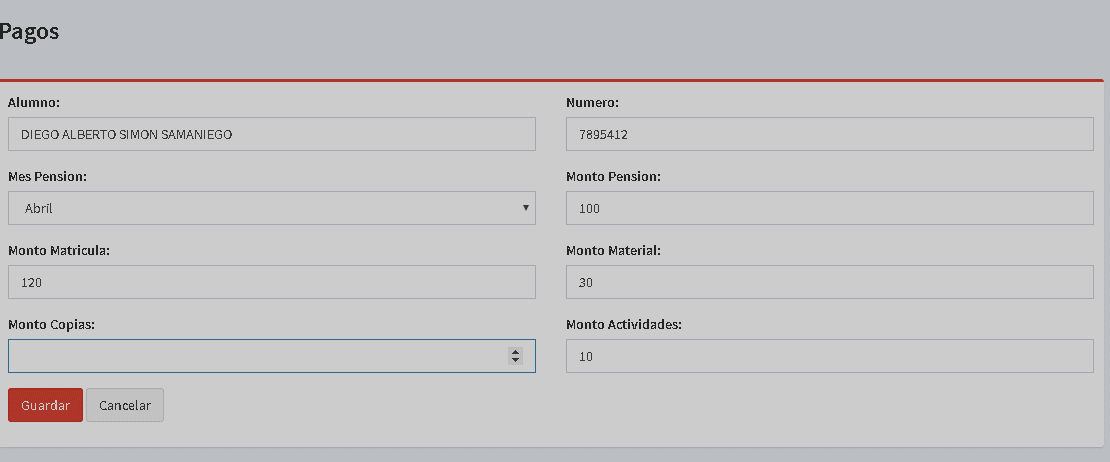 Pagos
Alumno: Numero:
DIEGO ALBERTO SIMON SAMANIEGO 7895412
Mes Pension: Monto Pension:
Abril 100
Monto Matricula: Monto Material:
120 30
Monto Copias: Monto Actividades:
10
Guardar Cancelar